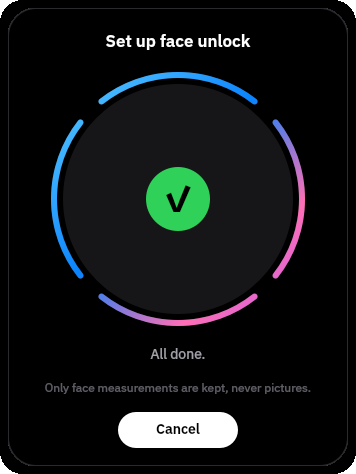 Set up face unlock
All done.
Only face measurements are kept, never pictures.
Cancel